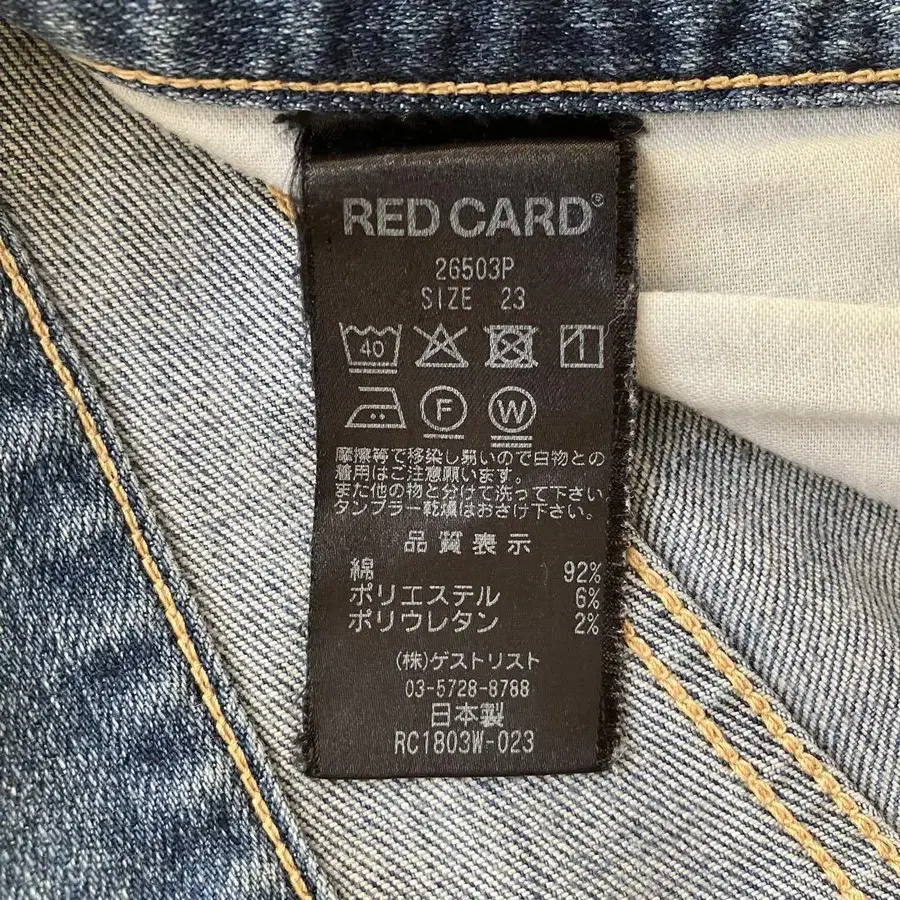 RED CARD®
26503P
SIZE 23
40
F W
摩擦等で移染し易いので白物との
着用はご注意願います。
また他の物と分けて洗って下さい。
タンブラー乾燥はおさけ下さい。
品質表示
綿 92%
ポリエステル 6%
ポリウレタン 2%
(株)ゲストリスト
03-5728-8788
日本製
RC1803W-023